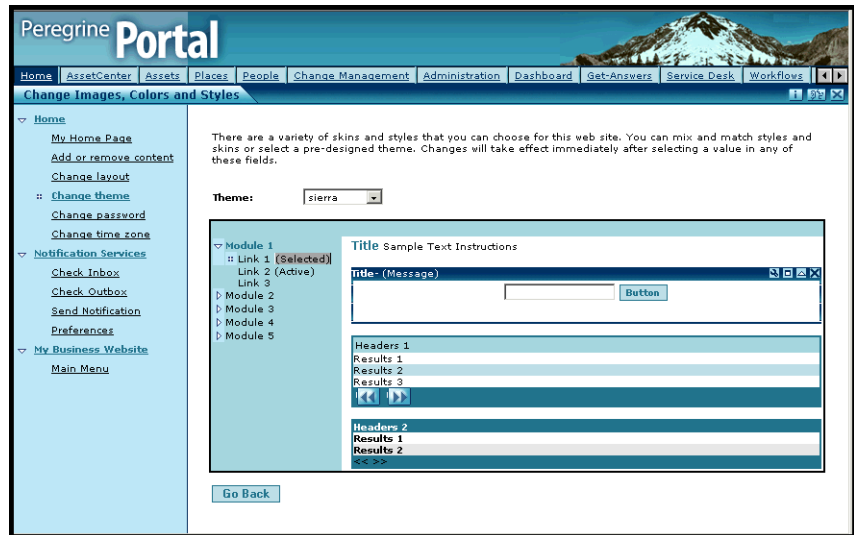 Peregrine Portal
Home AssetCenter Assets Places People Change Management Administration Dashboard Get-Answers Service Desk Workflows
Change Images, Colors and Styles
Home
My Home Page
Add or remove content
Change layout
Change theme
Change password
Change time zone
Notification Services
Check Inbox
Check Outbox
Send Notification
Preferences
My Business Website
Main Menu
There are a variety of skins and styles that you can choose for this web site. You can mix and match styles and
skins or select a pre-designed theme. Changes will take effect immediately after selecting a value in any of
these fields.
Theme: sierra
Module 1
Link 1 (Selected)
Link 2 (Active)
Link 3
Module 2
Module 3
Module 4
Module 5
Title Sample Text Instructions
Title- (Message)
Button
Headers 1
Results 1
Results 2
Results 3
Headers 2
Results 1
Results 2
<< >>
Go Back